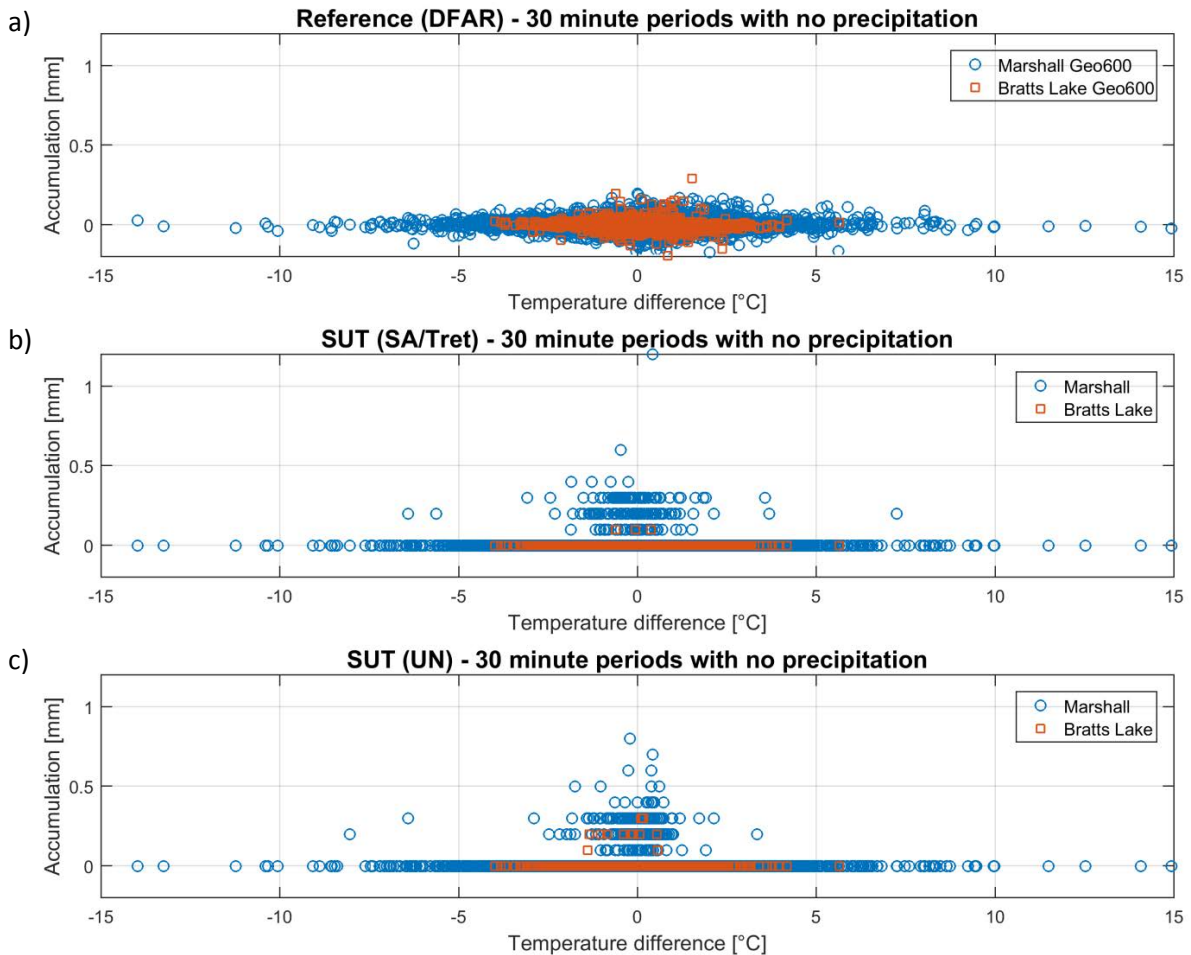 a)
Reference (DFAR) - 30 minute periods with no precipitation
Accumulation [mm]
1
0.5
0
Marshall Geo600
Bratts Lake Geo600
-15 -10 -5 0 5 10 15
Temperature difference [°C]
b)
SUT (SA/Tret) - 30 minute periods with no precipitation
Accumulation [mm]
1
0.5
0
Marshall
Bratts Lake
-15 -10 -5 0 5 10 15
Temperature difference [°C]
c)
SUT (UN) - 30 minute periods with no precipitation
Accumulation [mm]
1
0.5
0
Marshall
Bratts Lake
-15 -10 -5 0 5 10 15
Temperature difference [°C]